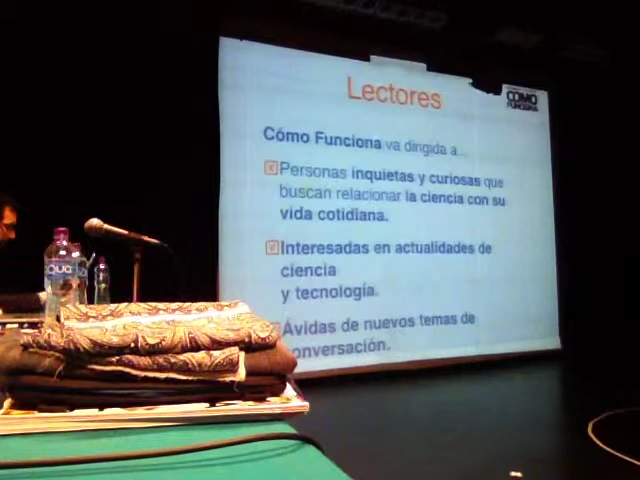 Lectores
CÓMO
FUNCIONA
Cómo Funciona va dirigida a...
Personas inquietas y curiosas que
buscan relacionar la ciencia con su
vida cotidiana.
Interesadas en actualidades de
ciencia
y tecnología.
Ávidas de nuevos temas de
onversación.